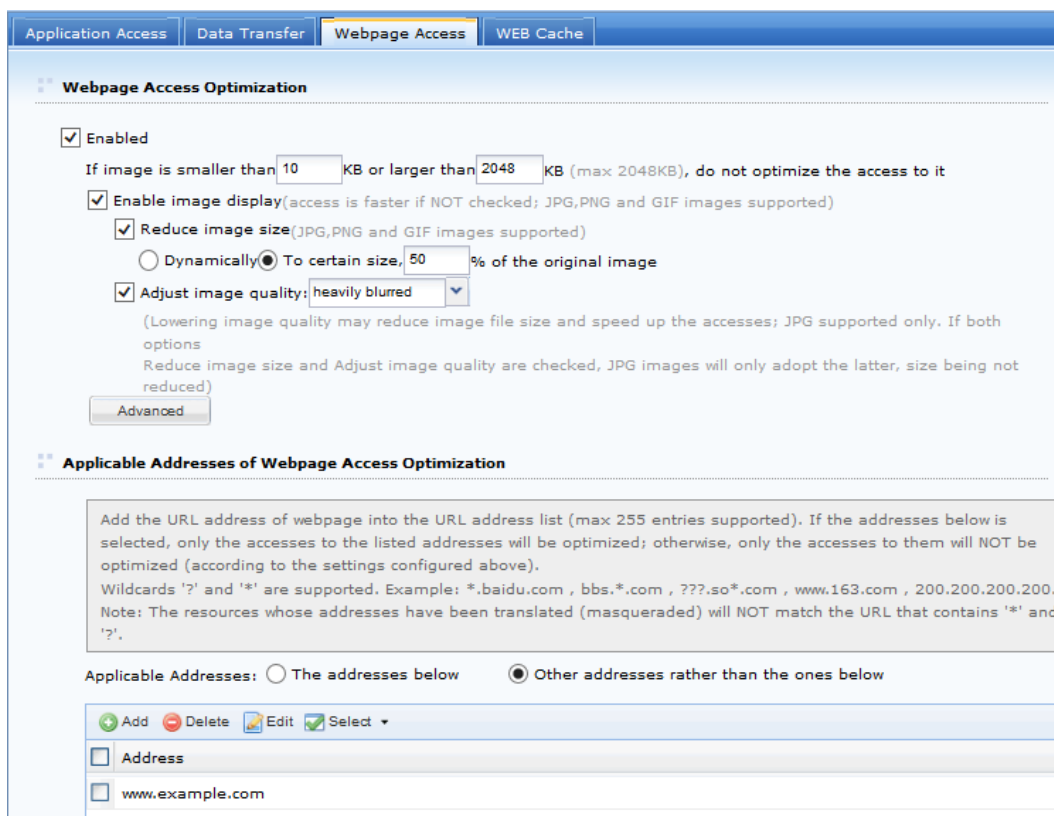 Application Access Data Transfer Webpage Access WEB Cache
Webpage Access Optimization
Enabled
If image is smaller than 10 KB or larger than 2048 KB (max 2048KB), do not optimize the access to it
Enable image display(access is faster if NOT checked; JPG,PNG and GIF images supported)
Reduce image size(JPG,PNG and GIF images supported)
Dynamically To certain size, 50 % of the original image
Adjust image quality: heavily blurred
(Lowering image quality may reduce image file size and speed up the accesses; JPG supported only. If both
options
Reduce image size and Adjust image quality are checked, JPG images will only adopt the latter, size being not
reduced)
Advanced
Applicable Addresses of Webpage Access Optimization
Add the URL address of webpage into the URL address list (max 255 entries supported). If the addresses below is
selected, only the accesses to the listed addresses will be optimized; otherwise, only the accesses to them will NOT be
optimized (according to the settings configured above).
Wildcards '?' and '*' are supported. Example: *.baidu.com , bbs.*.com , ???.so*.com , www.163.com , 200.200.200.200.
Note: The resources whose addresses have been translated (masqueraded) will NOT match the URL that contains '*' and
'?'.
Applicable Addresses: The addresses below Other addresses rather than the ones below
Add Delete Edit Select
Address
www.example.com